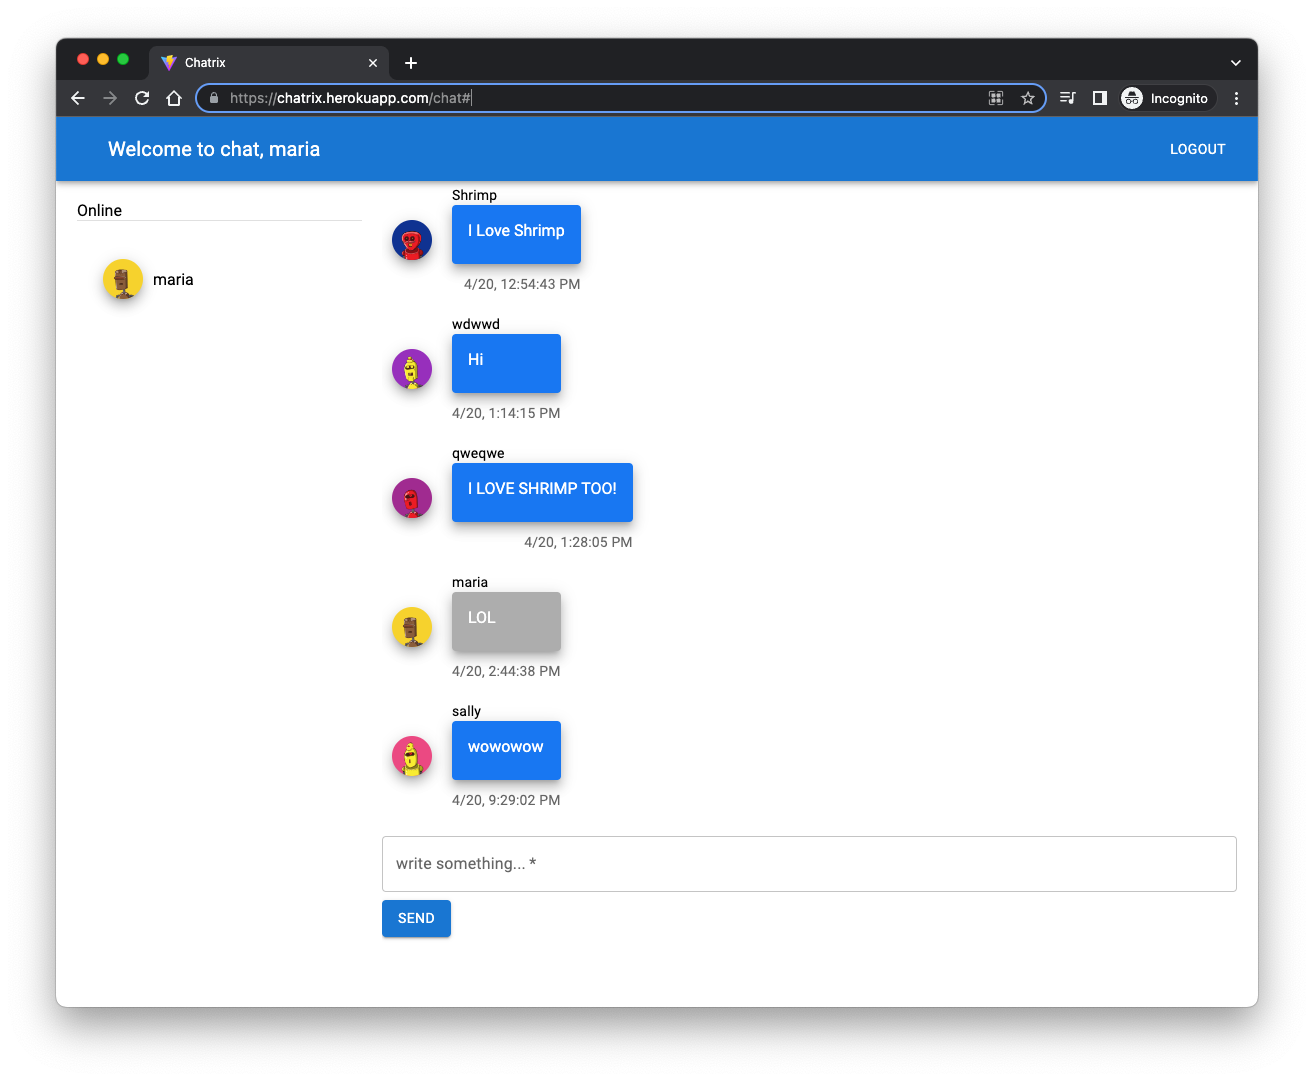 Chatrix
https://chatrix.herokuapp.com/chat#
Incognito
Welcome to chat, maria
LOGOUT
Online
maria
Shrimp
I Love Shrimp
4/20, 12:54:43 PM
wdwwd
Hi
4/20, 1:14:15 PM
qweqwe
I LOVE SHRIMP TOO!
4/20, 1:28:05 PM
maria
LOL
4/20, 2:44:38 PM
sally
wowowow
4/20, 9:29:02 PM
write something... *
SEND